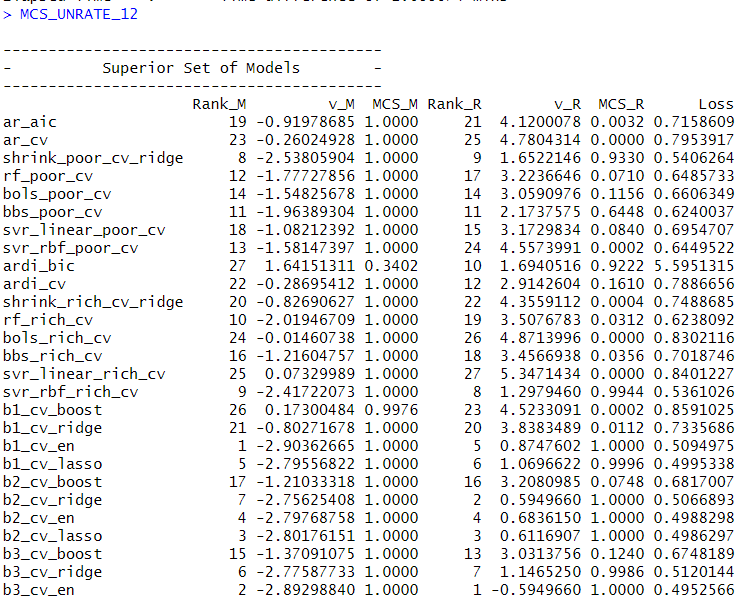 > MCS_UNRATE_12
------------------------------------------
-          Superior Set of Models        -
------------------------------------------
                     Rank_M         v_M  MCS_M Rank_R        v_R  MCS_R      Loss
ar_aic                   19 -0.91978685 1.0000     21  4.1200078 0.0032 0.7158609
ar_cv                    23 -0.26024928 1.0000     25  4.7804314 0.0000 0.7953917
shrink_poor_cv_ridge      8 -2.53805904 1.0000      9  1.6522146 0.9330 0.5406264
rf_poor_cv               12 -1.77727856 1.0000     17  3.2236646 0.0710 0.6485733
bols_poor_cv             14 -1.54825678 1.0000     14  3.0590976 0.1156 0.6606349
bbs_poor_cv              11 -1.96389304 1.0000     11  2.1737575 0.6448 0.6240037
svr_linear_poor_cv       18 -1.08212392 1.0000     15  3.1729834 0.0840 0.6954707
svr_rbf_poor_cv          13 -1.58147397 1.0000     24  4.5573991 0.0002 0.6449522
ardi_bic                 27  1.64151311 0.3402     10  1.6940516 0.9222 5.5951315
ardi_cv                  22 -0.28695412 1.0000     12  2.9142604 0.1610 0.7886656
shrink_rich_cv_ridge     20 -0.82690627 1.0000     22  4.3559112 0.0004 0.7488685
rf_rich_cv               10 -2.01946709 1.0000     19  3.5076783 0.0312 0.6238092
bols_rich_cv             24 -0.01460738 1.0000     26  4.8713996 0.0000 0.8302116
bbs_rich_cv              16 -1.21604757 1.0000     18  3.4566938 0.0356 0.7018746
svr_linear_rich_cv       25  0.07329989 1.0000     27  5.3471434 0.0000 0.8401227
svr_rbf_rich_cv           9 -2.41722073 1.0000      8  1.2979460 0.9944 0.5361026
b1_cv_boost              26  0.17300484 0.9976     23  4.5233091 0.0002 0.8591025
b1_cv_ridge              21 -0.80271678 1.0000     20  3.8383489 0.0112 0.7335686
b1_cv_en                  1 -2.90362665 1.0000      5  0.8747602 1.0000 0.5094975
b1_cv_lasso               5 -2.79556822 1.0000      6  1.0696622 0.9996 0.4995338
b2_cv_boost              17 -1.21033318 1.0000     16  3.2080985 0.0748 0.6817007
b2_cv_ridge               7 -2.75625408 1.0000      2  0.5949660 1.0000 0.5066893
b2_cv_en                  4 -2.79768758 1.0000      4  0.6836150 1.0000 0.4988298
b2_cv_lasso               3 -2.80176151 1.0000      3  0.6116907 1.0000 0.4986297
b3_cv_boost              15 -1.37091075 1.0000     13  3.0313756 0.1240 0.6748189
b3_cv_ridge               6 -2.77587733 1.0000      7  1.1465250 0.9986 0.5120144
b3_cv_en                  2 -2.89298840 1.0000      1 -0.5949660 1.0000 0.4952566